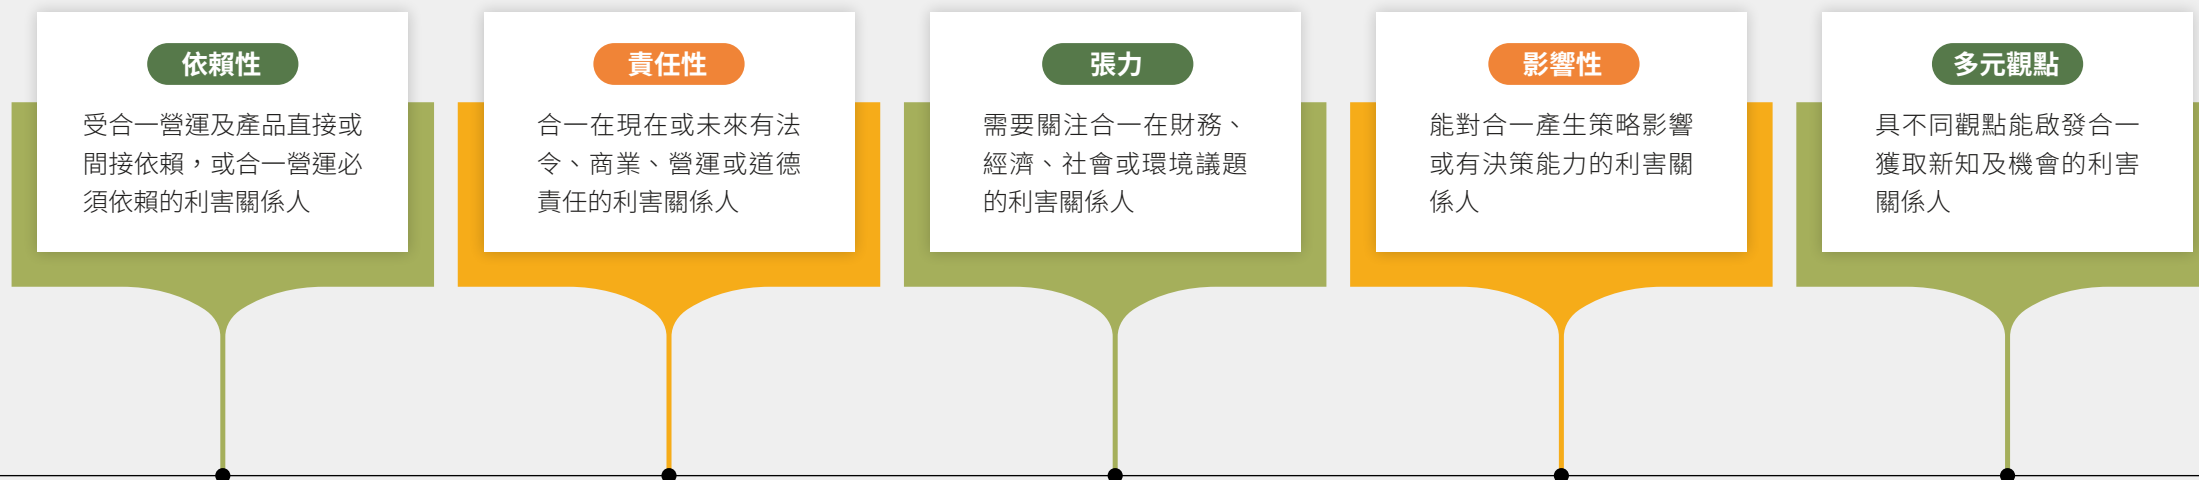 依賴性
受合一營運及產品直接或
間接依賴，或合一營運必
須依賴的利害關係人
責任性
合一在現在或未來有法
令、商業、營運或道德
責任的利害關係人
張力
需要關注合一在財務、
經濟、社會或環境議題
的利害關係人
影響性
能對合一產生策略影響
或有決策能力的利害關
係人
多元觀點
具不同觀點能啟發合一
獲取新知及機會的利害
關係人